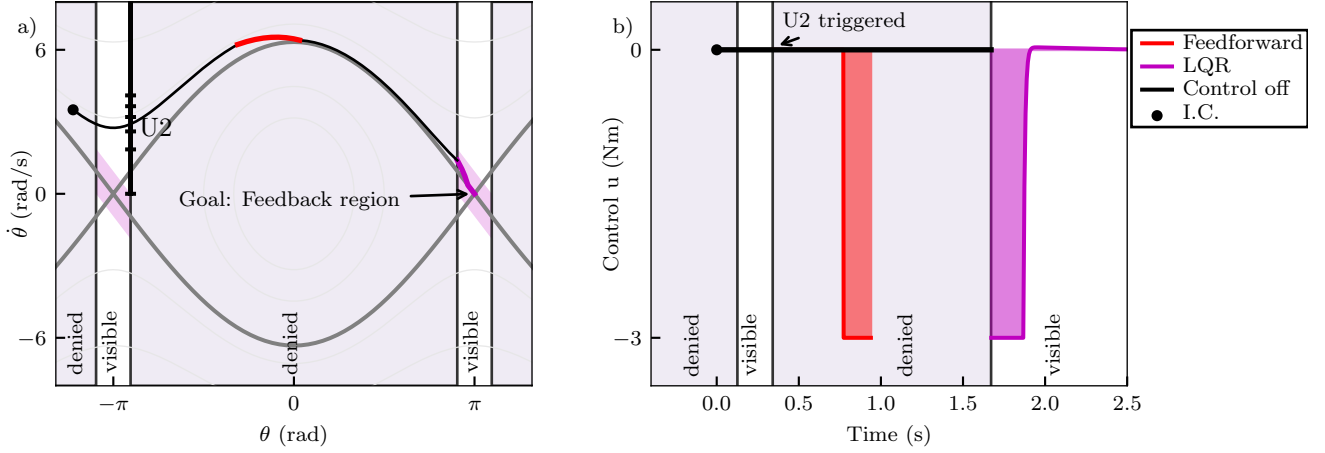 a)
6
0
−6
θ̇ (rad/s)
U2
Goal: Feedback region
denied
visible
denied
−π
0
π
θ (rad)
b)
U2 triggered
0
−3
Control u (Nm)
denied
visible
denied
visible
0.0
0.5
1.0
1.5
2.0
2.5
Time (s)
Feedforward
LQR
Control off
I.C.